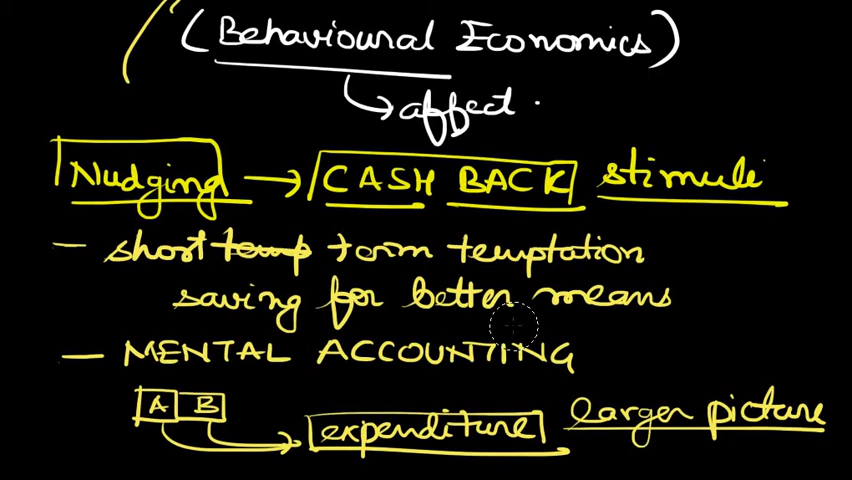 (Behavioural Economics)
affect.
Nudging → CASH BACK stimuli
- short term temptation
saving for better means
- MENTAL ACCOUNTING
A B
expenditure larger picture